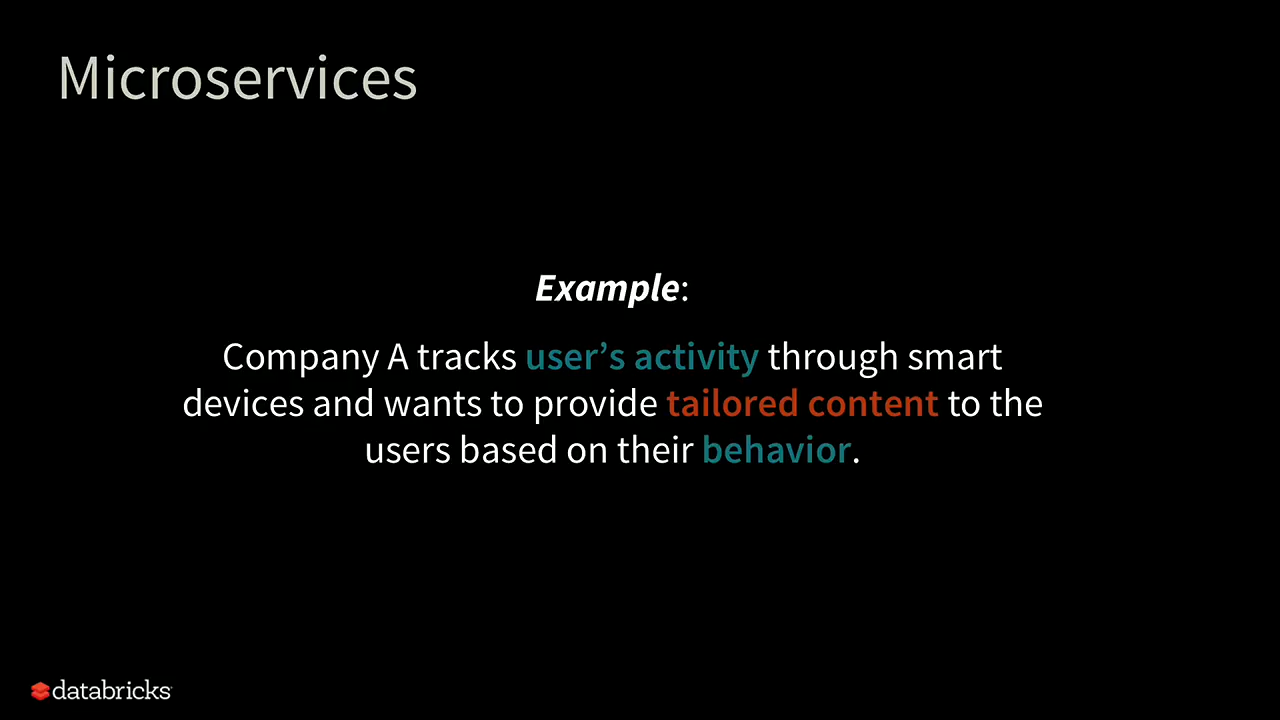 Microservices
Example:
Company A tracks user’s activity through smart
devices and wants to provide tailored content to the
users based on their behavior.
databricks